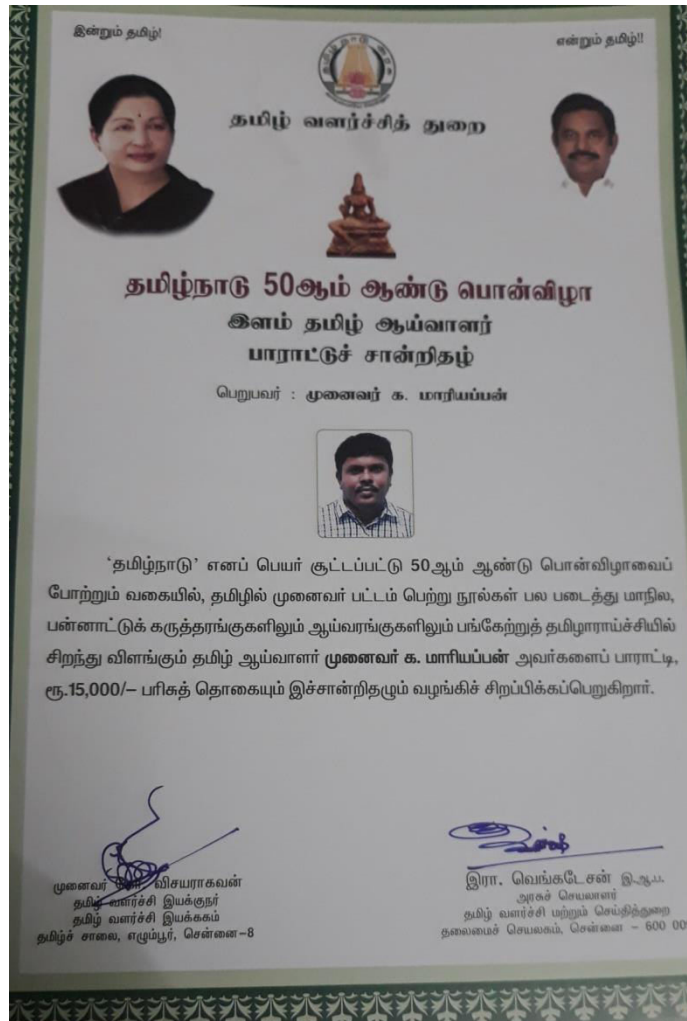 இன்றும் தமிழ்!
என்றும் தமிழ்!!
தமிழ் வளர்ச்சித் துறை
தமிழ்நாடு 50ஆம் ஆண்டு பொன்விழா
இளம் தமிழ் ஆய்வாளர்
பாராட்டுச் சான்றிதழ்
பெறுபவர் : முனைவர் க. மாரியப்பன்
'தமிழ்நாடு' எனப் பெயர் சூட்டப்பட்டு 50ஆம் ஆண்டு பொன்விழாவைப்
போற்றும் வகையில், தமிழில் முனைவர் பட்டம் பெற்று நூல்கள் பல படைத்து மாநில,
பன்னாட்டுக் கருத்தரங்குகளிலும் ஆய்வரங்குகளிலும் பங்கேற்றுத் தமிழாராய்ச்சியில்
சிறந்து விளங்கும் தமிழ் ஆய்வாளர் முனைவர் க. மாரியப்பன் அவர்களைப் பாராட்டி,
ரூ.15,000/– பரிசுத் தொகையும் இச்சான்றிதழும் வழங்கிச் சிறப்பிக்கப்பெறுகிறார்.
முனைவர் விசயராகவன்
தமிழ் வளர்ச்சி இயக்குநர்
தமிழ் வளர்ச்சி இயக்ககம்
தமிழ்ச் சாலை, எழும்பூர், சென்னை–8
இரா. வெங்கடேசன் இ.ஆ.ப.
அரசுச் செயலாளர்
தமிழ் வளர்ச்சி மற்றும் செய்தித்துறை
தலைமைச் செயலகம், சென்னை – 600 009